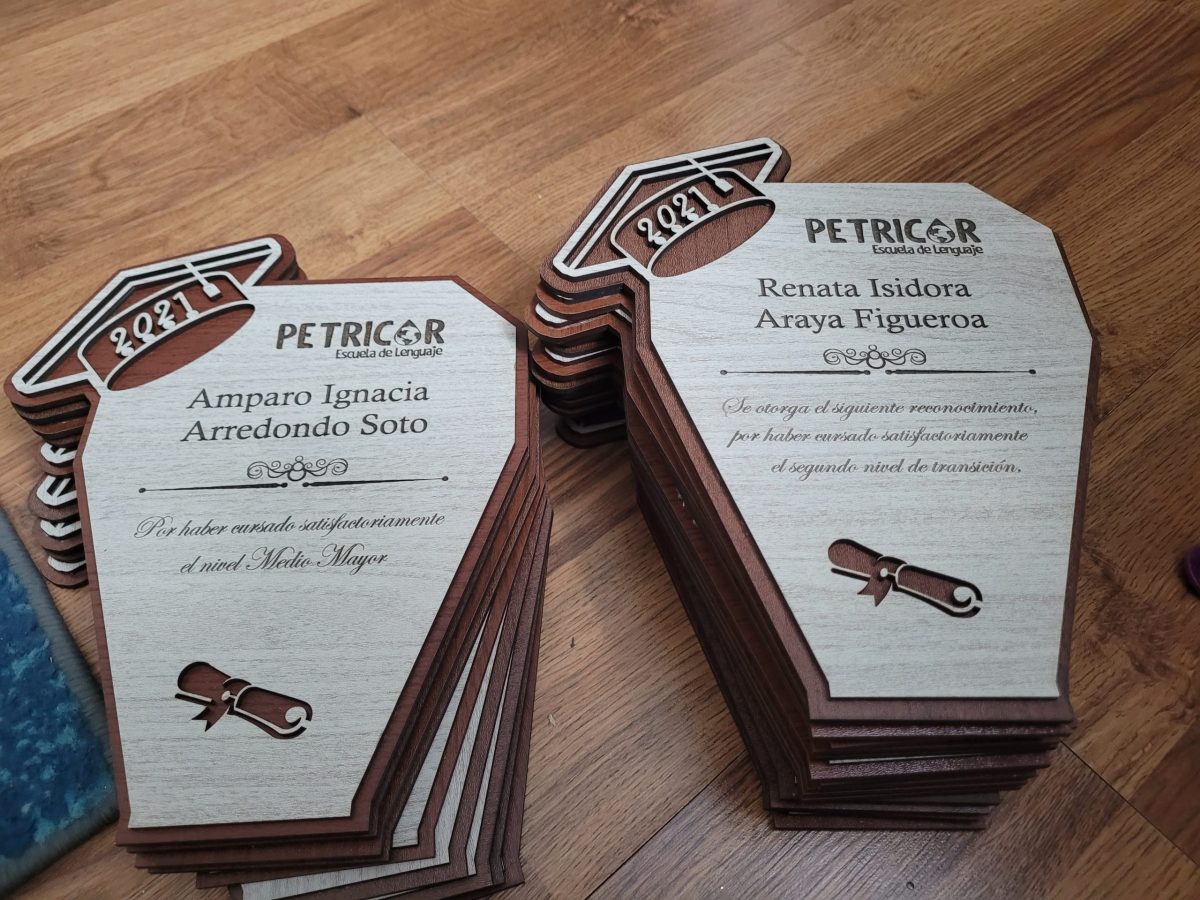 2021
PETRICOR
Escuela de Lenguaje
Amparo Ignacia
Arredondo Soto
Por haber cursado satisfactoriamente
el nivel Medio Mayor
2021
PETRICOR
Escuela de Lenguaje
Renata Isidora
Araya Figueroa
Se otorga el siguiente reconocimiento,
por haber cursado satisfactoriamente
el segundo nivel de transición.